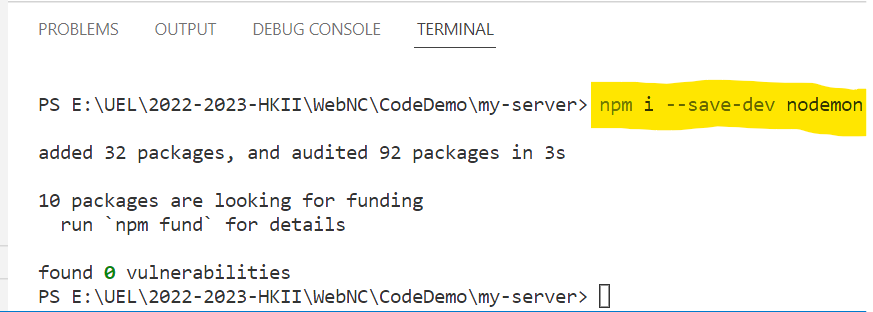 PROBLEMS OUTPUT DEBUG CONSOLE TERMINAL
PS E:\UEL\2022-2023-HKII\WebNC\CodeDemo\my-server> npm i --save-dev nodemon
added 32 packages, and audited 92 packages in 3s
10 packages are looking for funding
  run `npm fund` for details
found 0 vulnerabilities
PS E:\UEL\2022-2023-HKII\WebNC\CodeDemo\my-server>